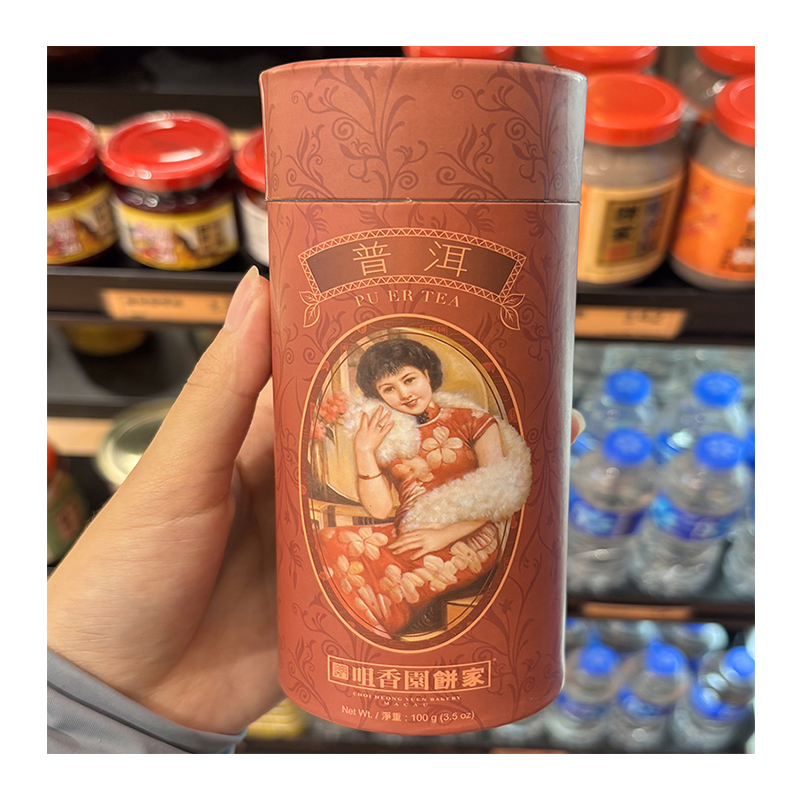 普洱
PU ER TEA
咀香園餅家
CHOI HEONG YUEN BAKERY
MACAU
Net Wt. / 淨重 : 100 g (3.5 oz)